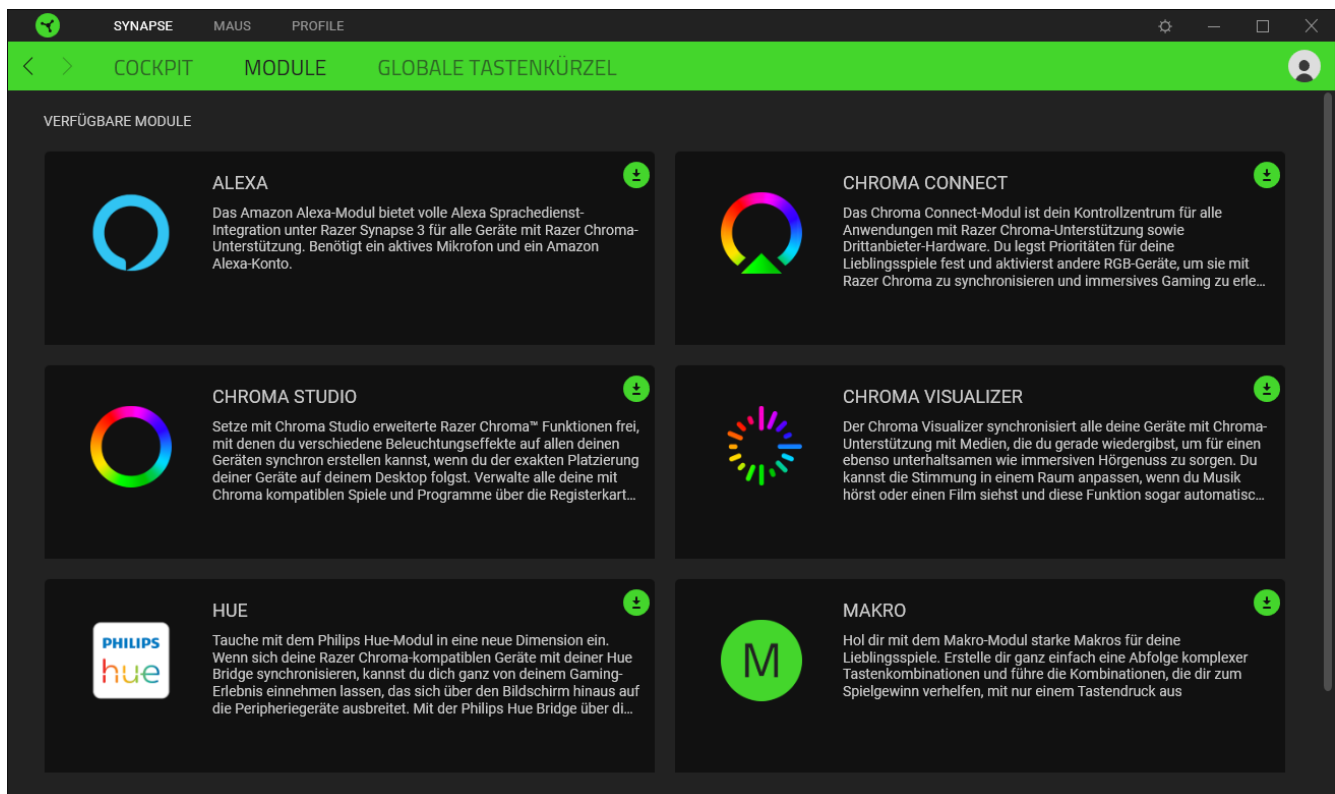 SYNAPSE MAUS PROFILE
COCKPIT MODULE GLOBALE TASTENKÜRZEL
VERFÜGBARE MODULE
ALEXA
Das Amazon Alexa-Modul bietet volle Alexa Sprachedienst-
Integration unter Razer Synapse 3 für alle Geräte mit Razer Chroma-
Unterstützung. Benötigt ein aktives Mikrofon und ein Amazon
Alexa-Konto.
CHROMA CONNECT
Das Chroma Connect-Modul ist dein Kontrollzentrum für alle
Anwendungen mit Razer Chroma-Unterstützung sowie
Drittanbieter-Hardware. Du legst Prioritäten für deine
Lieblingsspiele fest und aktivierst andere RGB-Geräte, um sie mit
Razer Chroma zu synchronisieren und immersives Gaming zu erle...
CHROMA STUDIO
Setze mit Chroma Studio erweiterte Razer Chroma™ Funktionen frei,
mit denen du verschiedene Beleuchtungseffekte auf allen deinen
Geräten synchron erstellen kannst, wenn du der exakten Platzierung
deiner Geräte auf deinem Desktop folgst. Verwalte alle deine mit
Chroma kompatiblen Spiele und Programme über die Registerkart...
CHROMA VISUALIZER
Der Chroma Visualizer synchronisiert alle deine Geräte mit Chroma-
Unterstützung mit Medien, die du gerade wiedergibst, um für einen
ebenso unterhaltsamen wie immersiven Hörgenuss zu sorgen. Du
kannst die Stimmung in einem Raum anpassen, wenn du Musik
hörst oder einen Film siehst und diese Funktion sogar automatisc...
PHILIPS
hue
HUE
Tauche mit dem Philips Hue-Modul in eine neue Dimension ein.
Wenn sich deine Razer Chroma-kompatiblen Geräte mit deiner Hue
Bridge synchronisieren, kannst du dich ganz von deinem Gaming-
Erlebnis einnehmen lassen, das sich über den Bildschirm hinaus auf
die Peripheriegeräte ausbreitet. Mit der Philips Hue Bridge über di...
M
MAKRO
Hol dir mit dem Makro-Modul starke Makros für deine
Lieblingsspiele. Erstelle dir ganz einfach eine Abfolge komplexer
Tastenkombinationen und führe die Kombinationen, die dir zum
Spielgewinn verhelfen, mit nur einem Tastendruck aus